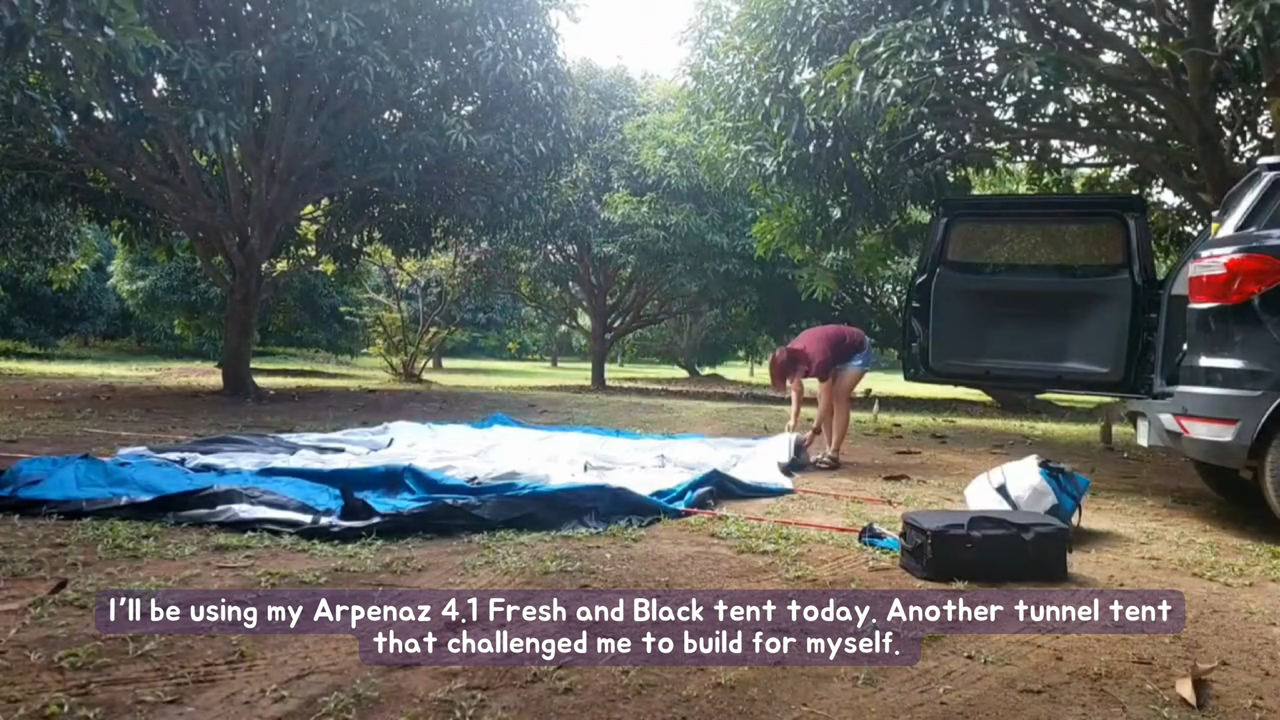 I'll be using my Arpenaz 4.1 Fresh and Black tent today. Another tunnel tent
that challenged me to build for myself.